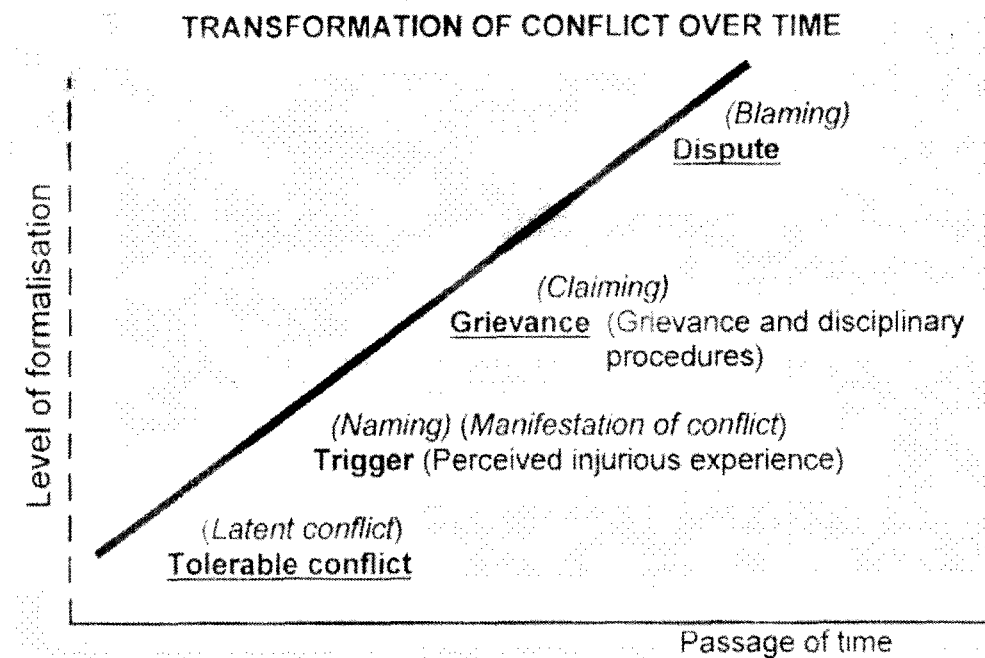 TRANSFORMATION OF CONFLICT OVER TIME
Level of formalisation
(Blaming)
Dispute
(Claiming)
Grievance (Grievance and disciplinary
procedures)
(Naming) (Manifestation of conflict)
Trigger (Perceived injurious experience)
(Latent conflict)
Tolerable conflict
Passage of time